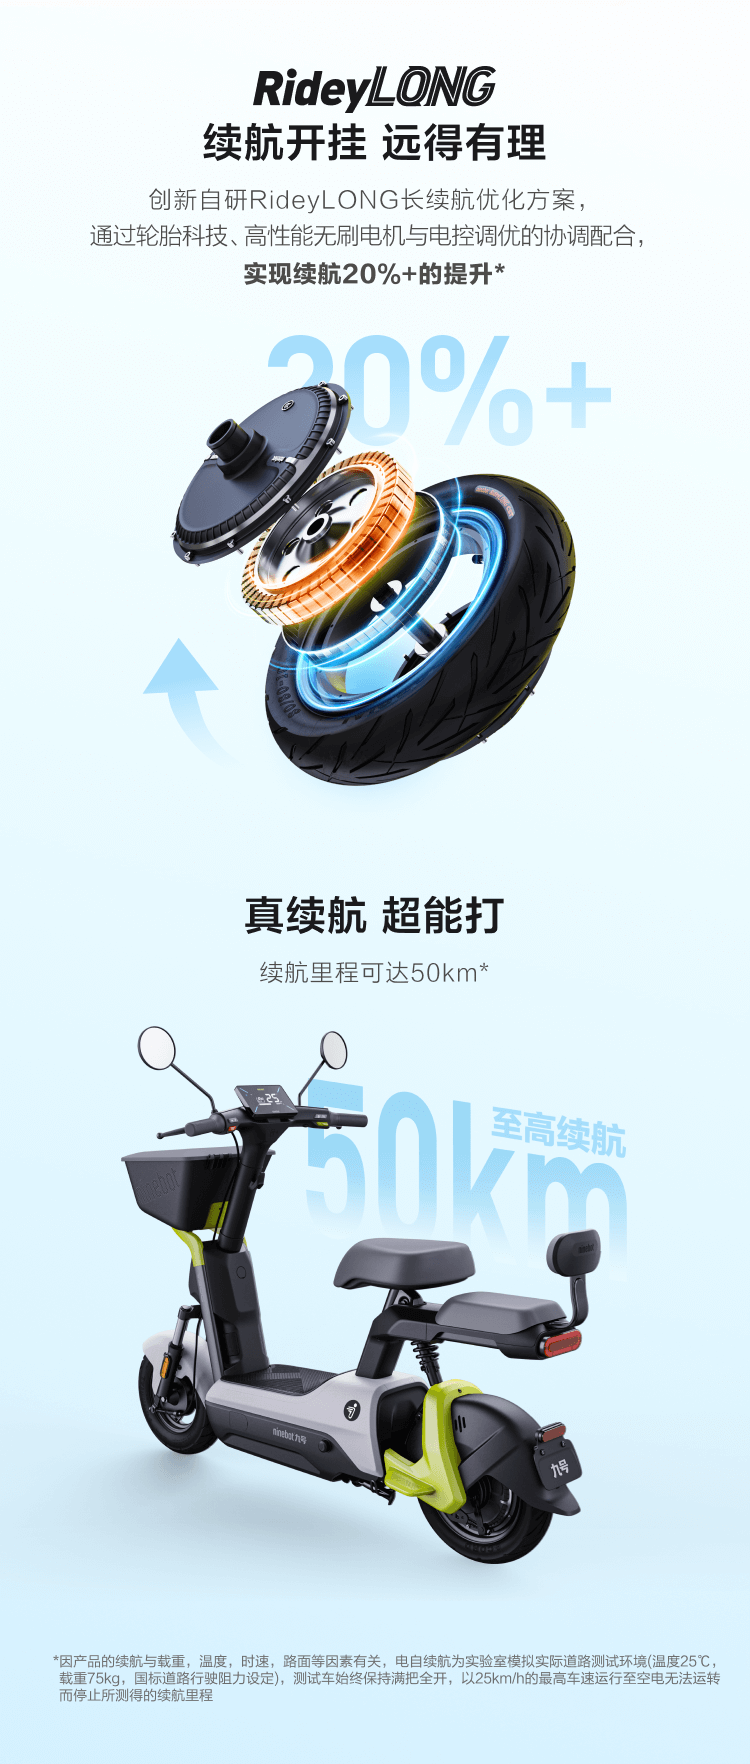 RideyLONG
续航开挂 远得有理
创新自研RideyLONG长续航优化方案，
通过轮胎科技、高性能无刷电机与电控调优的协调配合，
实现续航20%+的提升*
20%+
真续航 超能打
续航里程可达50km*
至高续航
50km
25
ninebot
ninebot 九号
九号
*因产品的续航与载重，温度，时速，路面等因素有关，电自续航为实验室模拟实际道路测试环境(温度25℃，
载重75kg，国标道路行驶阻力设定)，测试车始终保持满把全开，以25km/h的最高车速运行至空电无法运转
而停止所测得的续航里程